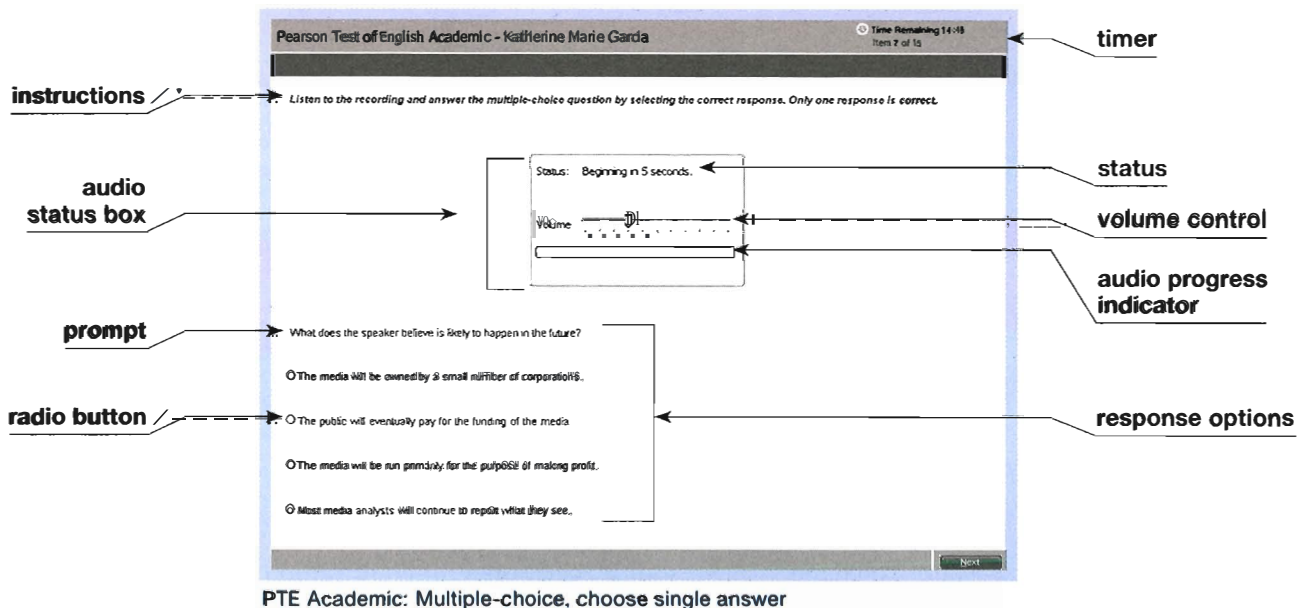 Pearson Test of English Academic - Katherine Marie Garda
Time Remaining 14:48
Item 7 of 15
timer
instructions
Listen to the recording and answer the multiple-choice question by selecting the correct response. Only one response is correct.
audio
status box
Status: Beginning in 5 seconds.
status
Volume
volume control
audio progress
indicator
prompt
What does the speaker believe is likely to happen in the future?
The media will be owned by a small number of corporations.
radio button
The public will eventually pay for the funding of the media
response options
The media will be run primarily for the purpose of making profit.
Most media analysts will continue to report what they see.
Next
PTE Academic: Multiple-choice, choose single answer